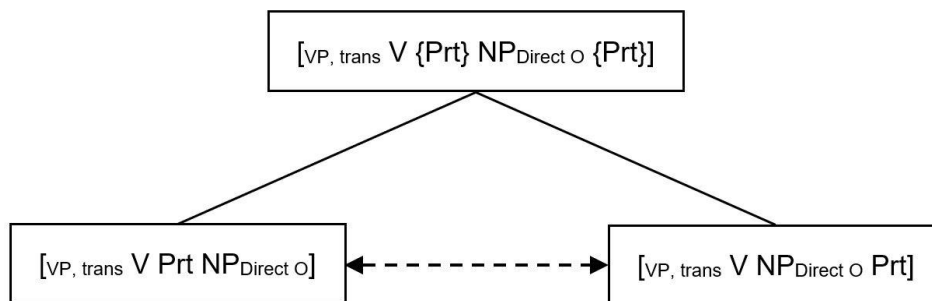 [VP, trans V {Prt} NPDirect O {Prt}]
[VP, trans V Prt NPDirect O]
[VP, trans V NPDirect O Prt]